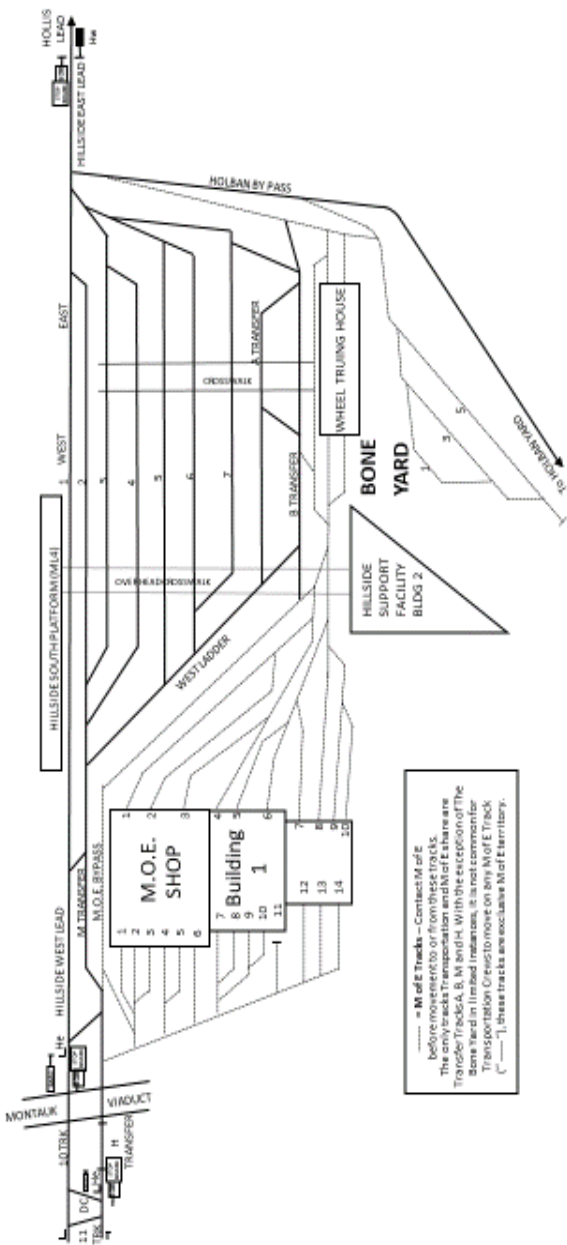 HOLLIS
LEAD
Hw
HILLSIDE EAST LEAD
HOLBAN BY PASS
EAST
WEST
1
2
3
4
5
6
7
CROSSWALK
A TRANSFER
B TRANSFER
WHEEL TRUING HOUSE
BONE
YARD
1
3
5
To HOLBAN YARD
HILLSIDE SOUTH PLATFORM (ML4)
OVERHEAD CROSSWALK
HILLSIDE
SUPPORT
FACILITY
BLDG 2
WEST LADDER
M TRANSFER
M.O.E. BYPASS
HILLSIDE WEST LEAD
He
M.O.E.
SHOP
1
2
3
1
2
3
4
5
6
Building
1
4
5
6
7
8
9
10
11
7
8
9
10
12
13
14
MONTAUK
VIADUCT
10 TRK
H
TRANSFER
DC
He
11
TRK
-------- = M of E Tracks – Contact M of E
before movement to or from these tracks.
The only tracks Transportation and M of E share are
Transfer Tracks A, B, M and H. With the exception of The
Bone Yard in limited instances, it is not common for
Transportation Crews to move on any M of E Track
(“ -------- ”), these tracks are exclusive M of E territory.